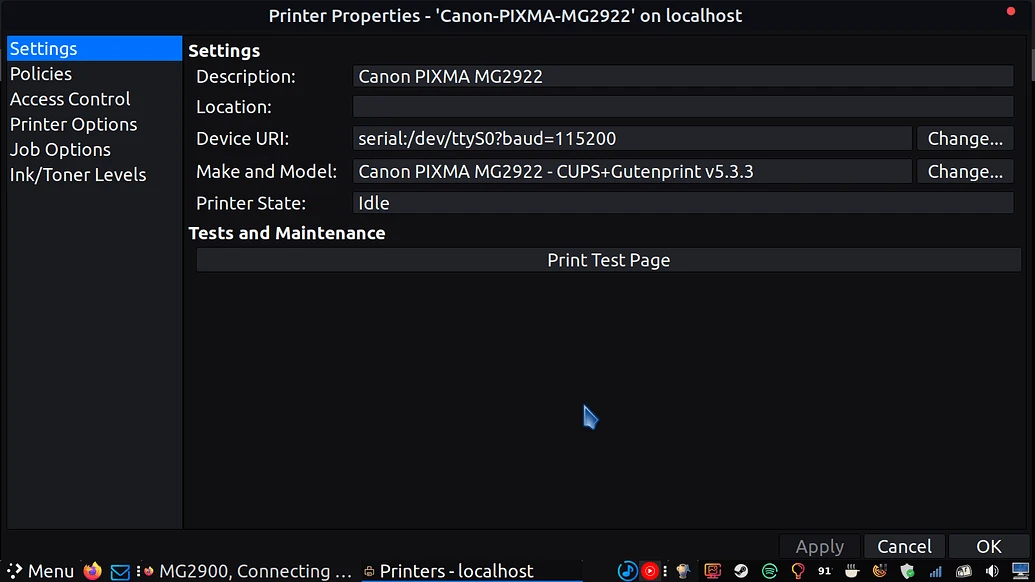 Printer Properties - 'Canon-PIXMA-MG2922' on localhost
Settings
Policies
Access Control
Printer Options
Job Options
Ink/Toner Levels
Settings
Description: Canon PIXMA MG2922
Location:
Device URI: serial:/dev/ttyS0?baud=115200 Change...
Make and Model: Canon PIXMA MG2922 - CUPS+Gutenprint v5.3.3 Change...
Printer State: Idle
Tests and Maintenance
Print Test Page
Apply Cancel OK
Menu MG2900, Connecting ... Printers - localhost 91